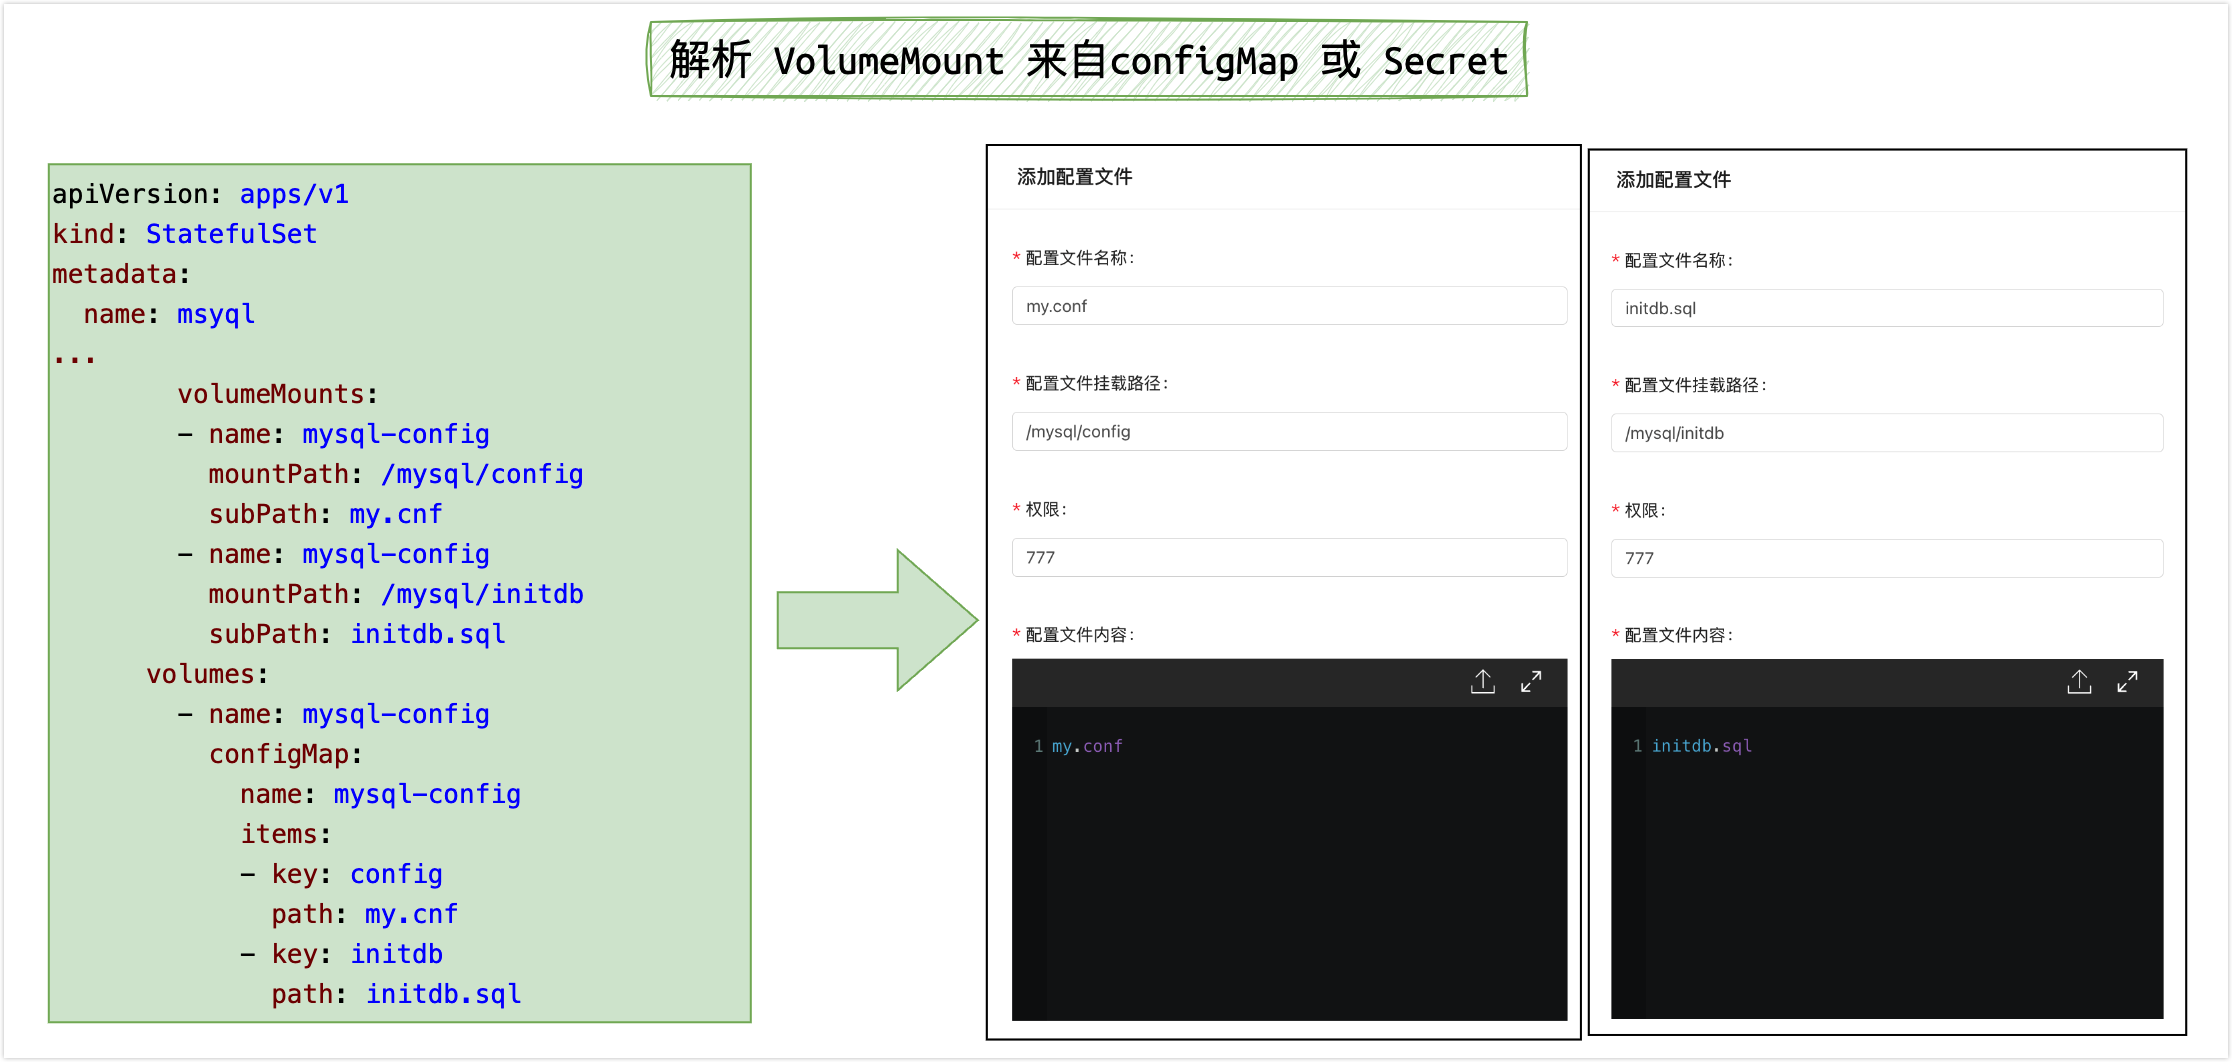 解析 VolumeMount 来自configMap 或 Secret
apiVersion: apps/v1
kind: StatefulSet
metadata:
  name: msyql
...
        volumeMounts:
        - name: mysql-config
          mountPath: /mysql/config
          subPath: my.cnf
        - name: mysql-config
          mountPath: /mysql/initdb
          subPath: initdb.sql
      volumes:
        - name: mysql-config
          configMap:
            name: mysql-config
            items:
            - key: config
              path: my.cnf
            - key: initdb
              path: initdb.sql
添加配置文件
* 配置文件名称:
my.conf
* 配置文件挂载路径:
/mysql/config
* 权限:
777
* 配置文件内容:
1 my.conf
添加配置文件
* 配置文件名称:
initdb.sql
* 配置文件挂载路径:
/mysql/initdb
* 权限:
777
* 配置文件内容:
1 initdb.sql